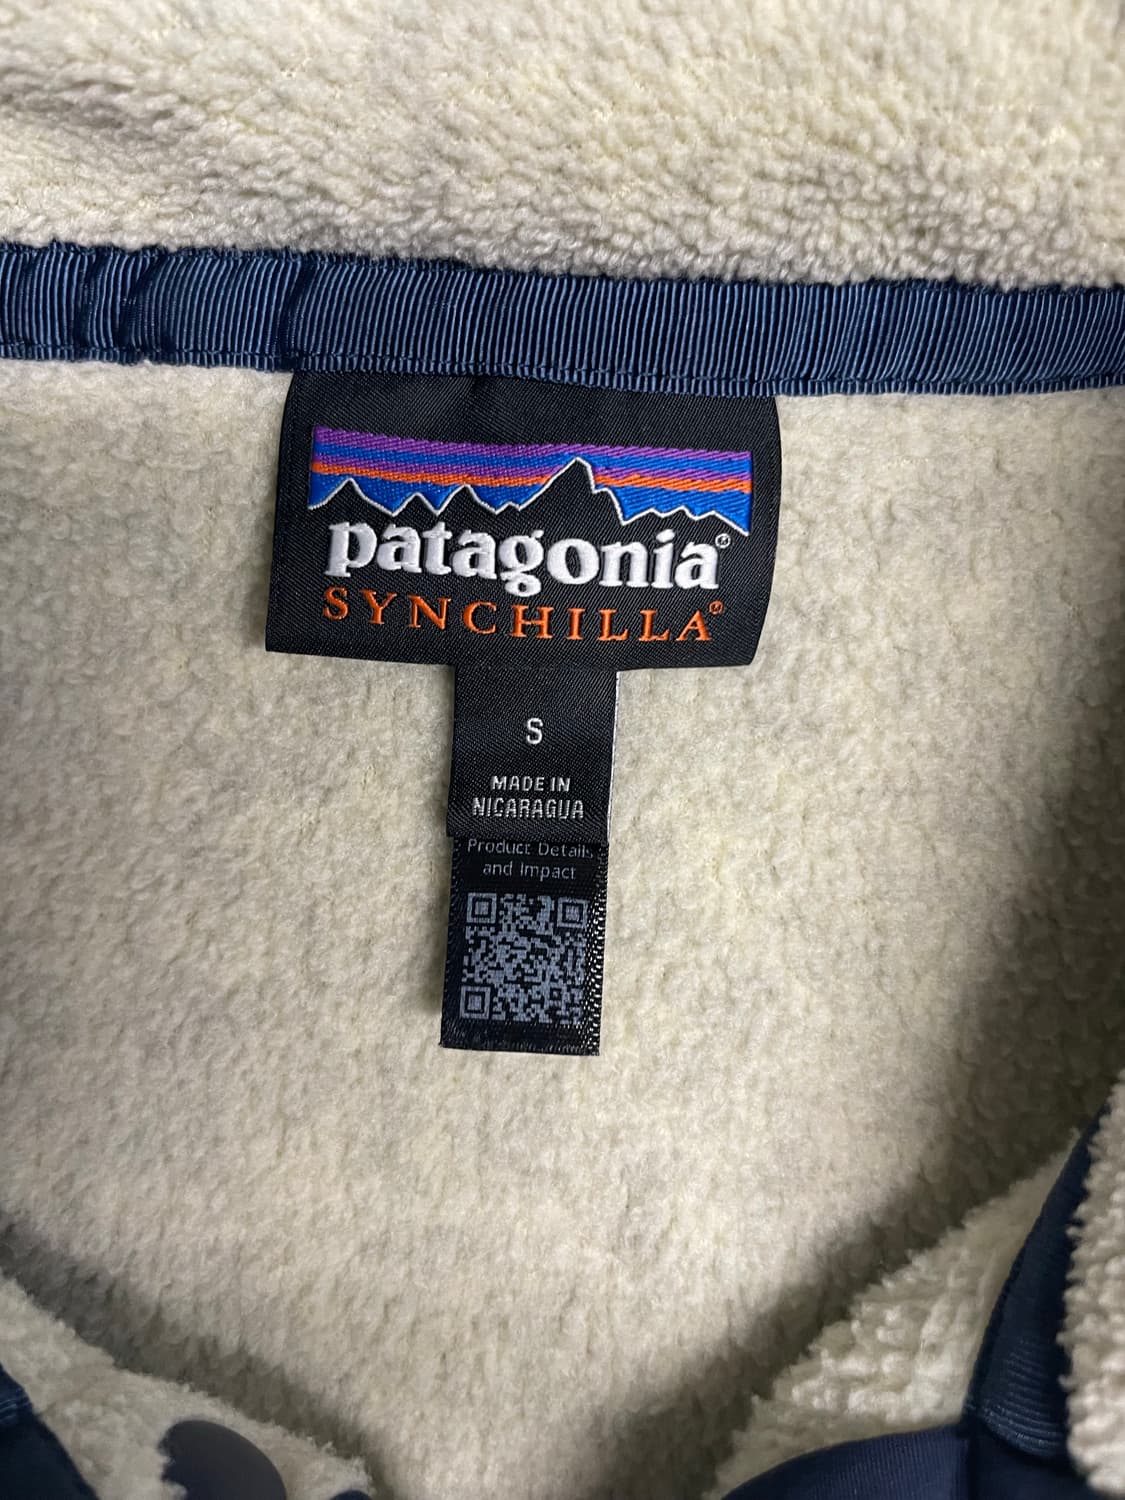 patagonia®
SYNCHILLA®
S
MADE IN
NICARAGUA
Product Details
and Impact